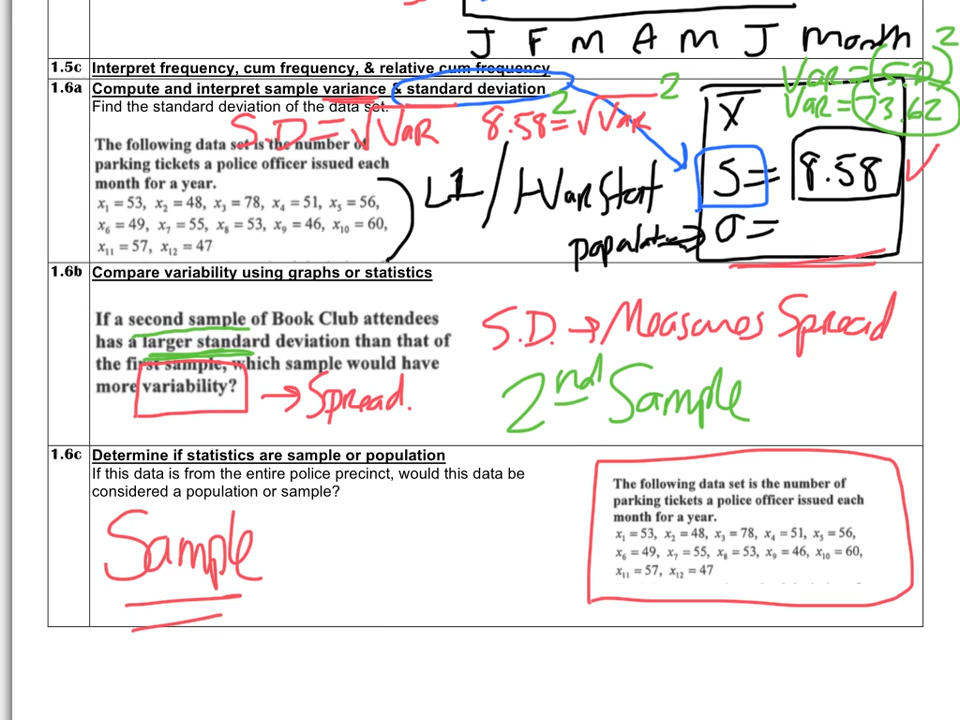 J F M A M J Month
1.5c Interpret frequency, cum frequency, & relative cum frequency
1.6a Compute and interpret sample variance & standard deviation
Find the standard deviation of the data set.
S.D = √Var
8.58² = √Var²
2
Var = 73.62
The following data set is the number of
parking tickets a police officer issued each
month for a year.
x₁ = 53, x₂ = 48, x₃ = 78, x₄ = 51, x₅ = 56,
x₆ = 49, x₇ = 55, x₈ = 53, x₉ = 46, x₁₀ = 60,
x₁₁ = 57, x₁₂ = 47
L1 / 1-Var Stat
population →
x̄
S = 8.58
σ =
1.6b Compare variability using graphs or statistics
If a second sample of Book Club attendees
has a larger standard deviation than that of
the first sample, which sample would have
more variability?
→ Spread.
S.D. → Measures Spread
2nd Sample
1.6c Determine if statistics are sample or population
If this data is from the entire police precinct, would this data be
considered a population or sample?
Sample
The following data set is the number of
parking tickets a police officer issued each
month for a year.
x₁ = 53, x₂ = 48, x₃ = 78, x₄ = 51, x₅ = 56,
x₆ = 49, x₇ = 55, x₈ = 53, x₉ = 46, x₁₀ = 60,
x₁₁ = 57, x₁₂ = 47